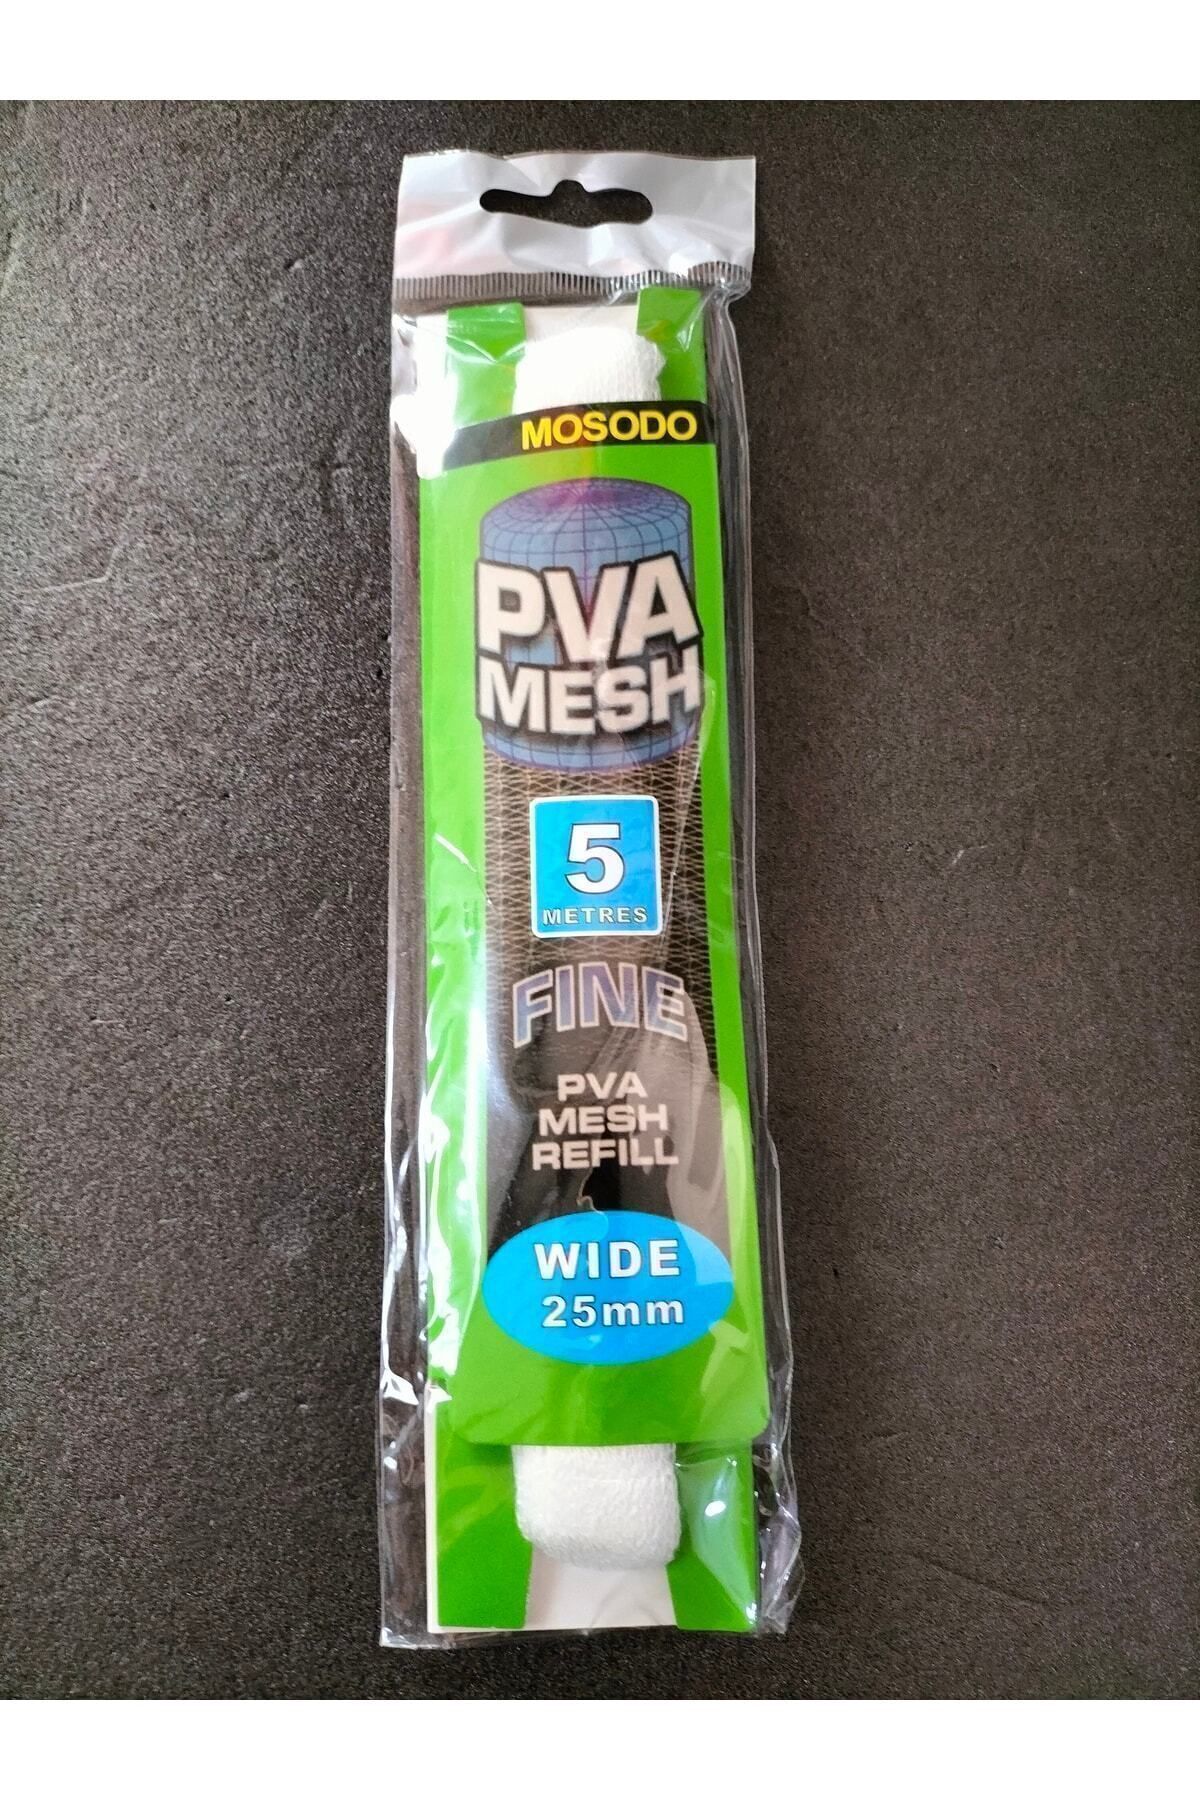 MOSODO
PVA
MESH
5
METRES
FINE
PVA
MESH
REFILL
WIDE
25mm